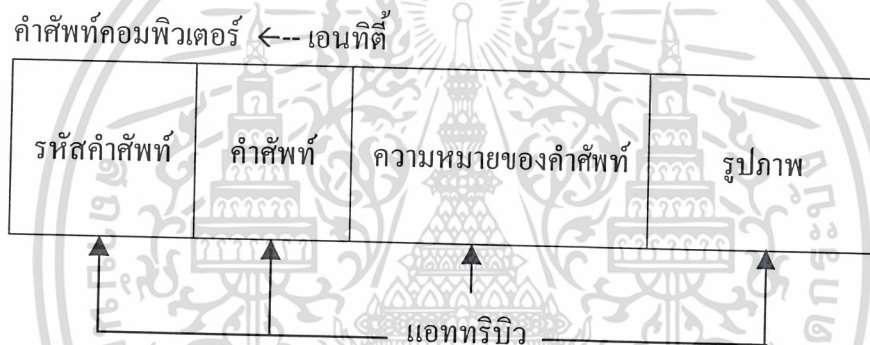 คำศัพท์คอมพิวเตอร์ <-- เอนทิตี้
รหัสคำศัพท์ คำศัพท์ ความหมายของคำศัพท์ รูปภาพ
แอททริบิว